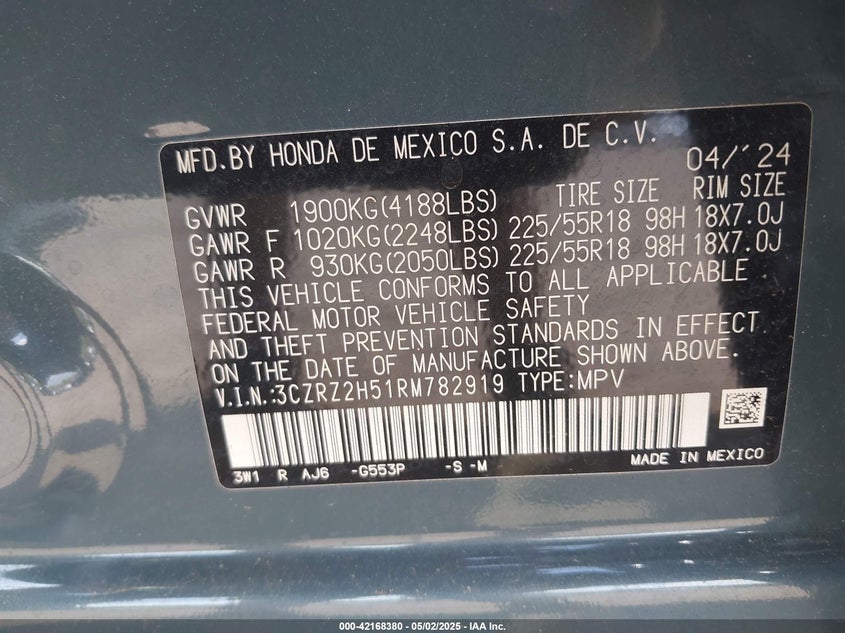 MFD.BY HONDA DE MEXICO S.A. DE C.V. 04/'24
TIRE SIZE RIM SIZE
GVWR 1900KG(4188LBS)
GAWR F 1020KG(2248LBS) 225/55R18 98H 18X7.0J
GAWR R 930KG(2050LBS) 225/55R18 98H 18X7.0J
THIS VEHICLE CONFORMS TO ALL APPLICABLE
FEDERAL MOTOR VEHICLE SAFETY
AND THEFT PREVENTION STANDARDS IN EFFECT
ON THE DATE OF MANUFACTURE SHOWN ABOVE.
V.I.N.:3CZRZ2H51RM782919 TYPE:MPV
3W1 R AJ6 -G553P -S -M MADE IN MEXICO
000-42168380 - 05/02/2025 - IAA Inc.